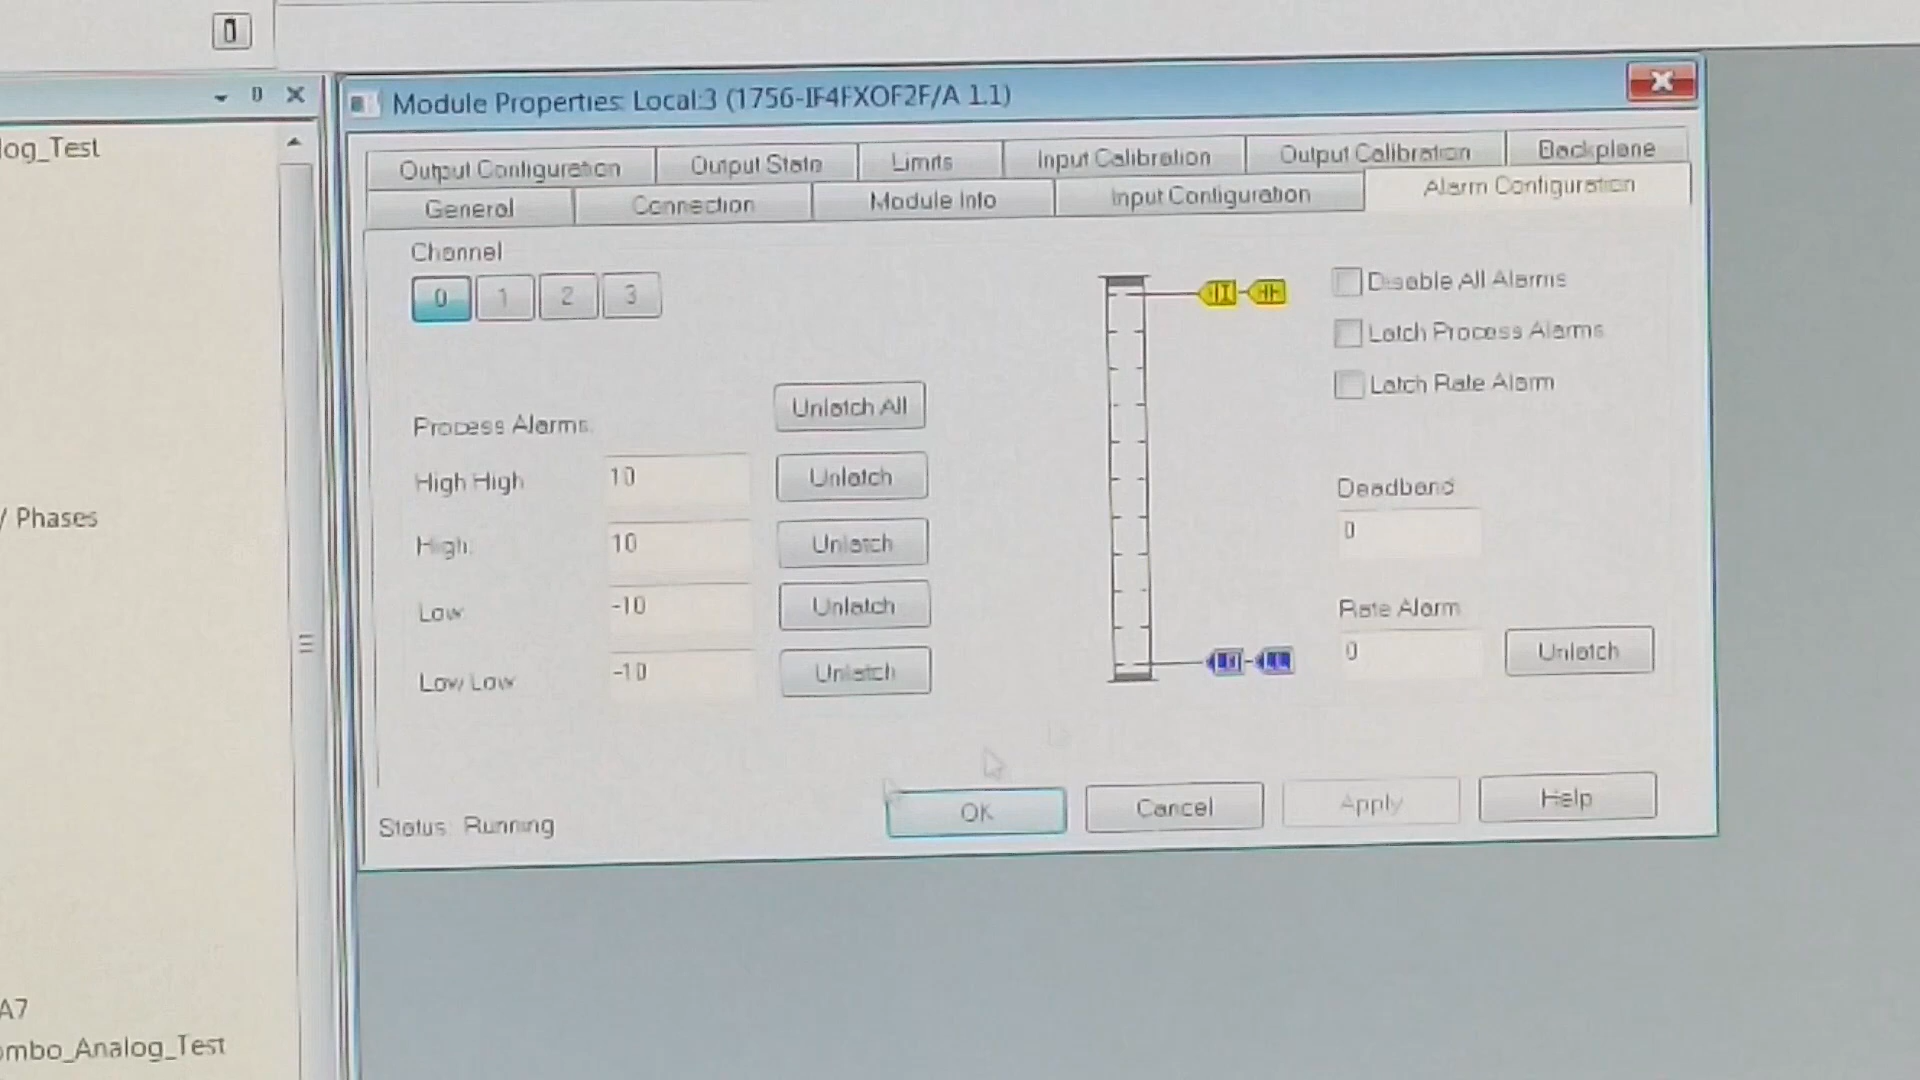 Module Properties: Local:3 (1756-IF4FXOF2F/A 1.1)
log_Test
Output Configuration Output State Limits Input Calibration Output Calibration Backplane
General Connection Module Info Input Configuration Alarm Configuration
Channel
0 1 2 3
Disable All Alarms
Latch Process Alarms
Latch Rate Alarm
Process Alarms: Unlatch All
High High 10 Unlatch
High: 10 Unlatch
Low 10 Unlatch
Low Low -10 Unlatch
Deadband
0
Rate Alarm
0 Unlatch
/ Phases
Status: Running
OK Cancel Apply Help
A7
ombo_Analog_Test